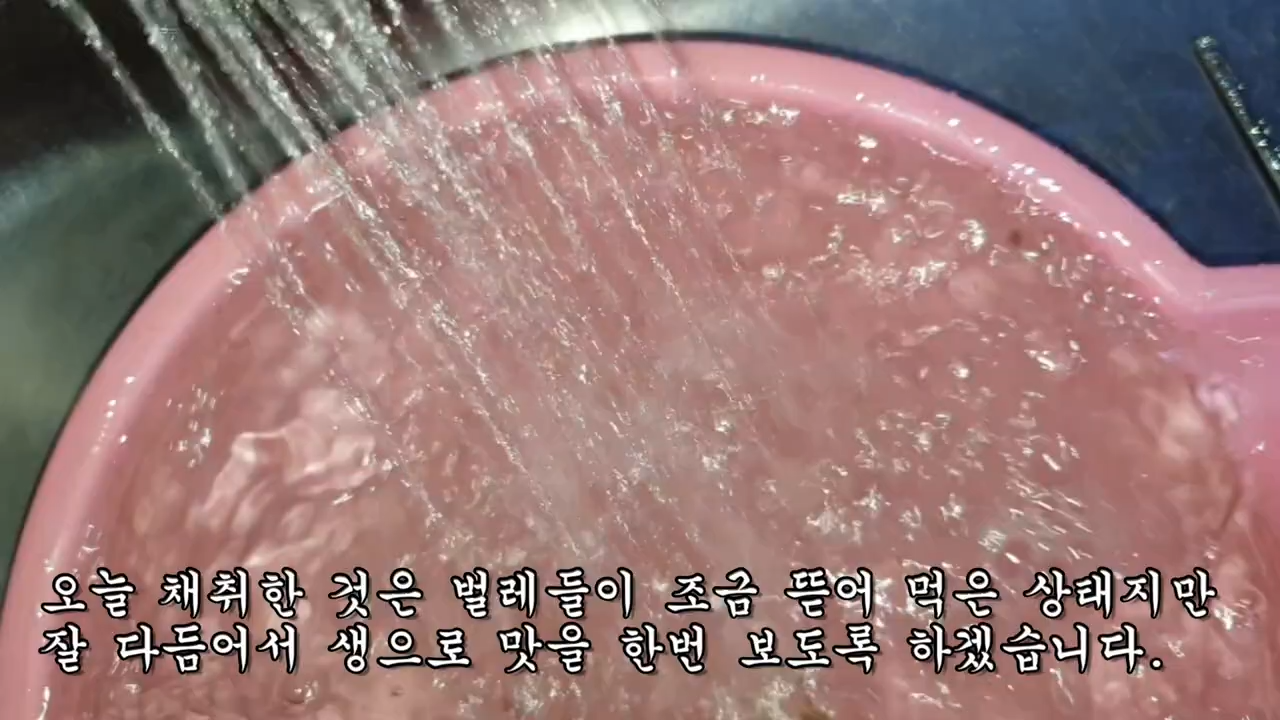 오늘 채취한 것은 벌레들이 조금 뜯어 먹은 상태지만
잘 다듬어서 생으로 맛을 한번 보도록 하겠습니다.